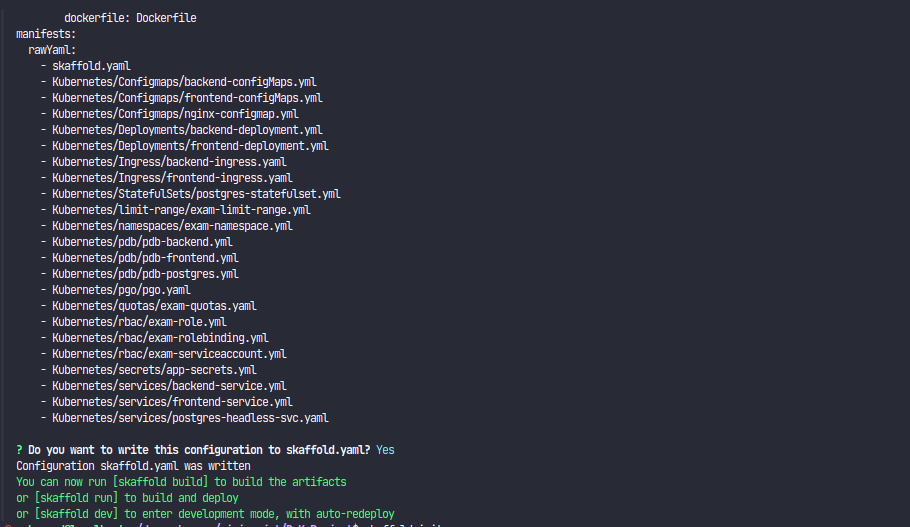 dockerfile: Dockerfile
manifests:
rawYaml:
- skaffold.yaml
- Kubernetes/Configmaps/backend-configMaps.yml
- Kubernetes/Configmaps/frontend-configMaps.yml
- Kubernetes/Configmaps/nginx-configmap.yml
- Kubernetes/Deployments/backend-deployment.yml
- Kubernetes/Deployments/frontend-deployment.yml
- Kubernetes/Ingress/backend-ingress.yaml
- Kubernetes/Ingress/frontend-ingress.yaml
- Kubernetes/StatefulSets/postgres-statefulset.yml
- Kubernetes/limit-range/exam-limit-range.yml
- Kubernetes/namespaces/exam-namespace.yml
- Kubernetes/pdb/pdb-backend.yml
- Kubernetes/pdb/pdb-frontend.yml
- Kubernetes/pdb/pdb-postgres.yml
- Kubernetes/pgo/pgo.yaml
- Kubernetes/quotas/exam-quotas.yaml
- Kubernetes/rbac/exam-role.yml
- Kubernetes/rbac/exam-rolebinding.yml
- Kubernetes/rbac/exam-serviceaccount.yml
- Kubernetes/secrets/app-secrets.yml
- Kubernetes/services/backend-service.yml
- Kubernetes/services/frontend-service.yml
- Kubernetes/services/postgres-headless-svc.yaml
? Do you want to write this configuration to skaffold.yaml? Yes
Configuration skaffold.yaml was written
You can now run [skaffold build] to build the artifacts
or [skaffold run] to build and deploy
or [skaffold dev] to enter development mode, with auto-redeploy